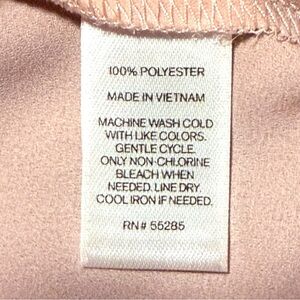 100% POLYESTER
MADE IN VIETNAM
MACHINE WASH COLD
WITH LIKE COLORS.
GENTLE CYCLE.
ONLY NON-CHLORINE
BLEACH WHEN
NEEDED. LINE DRY.
COOL IRON IF NEEDED.
RN# 55285